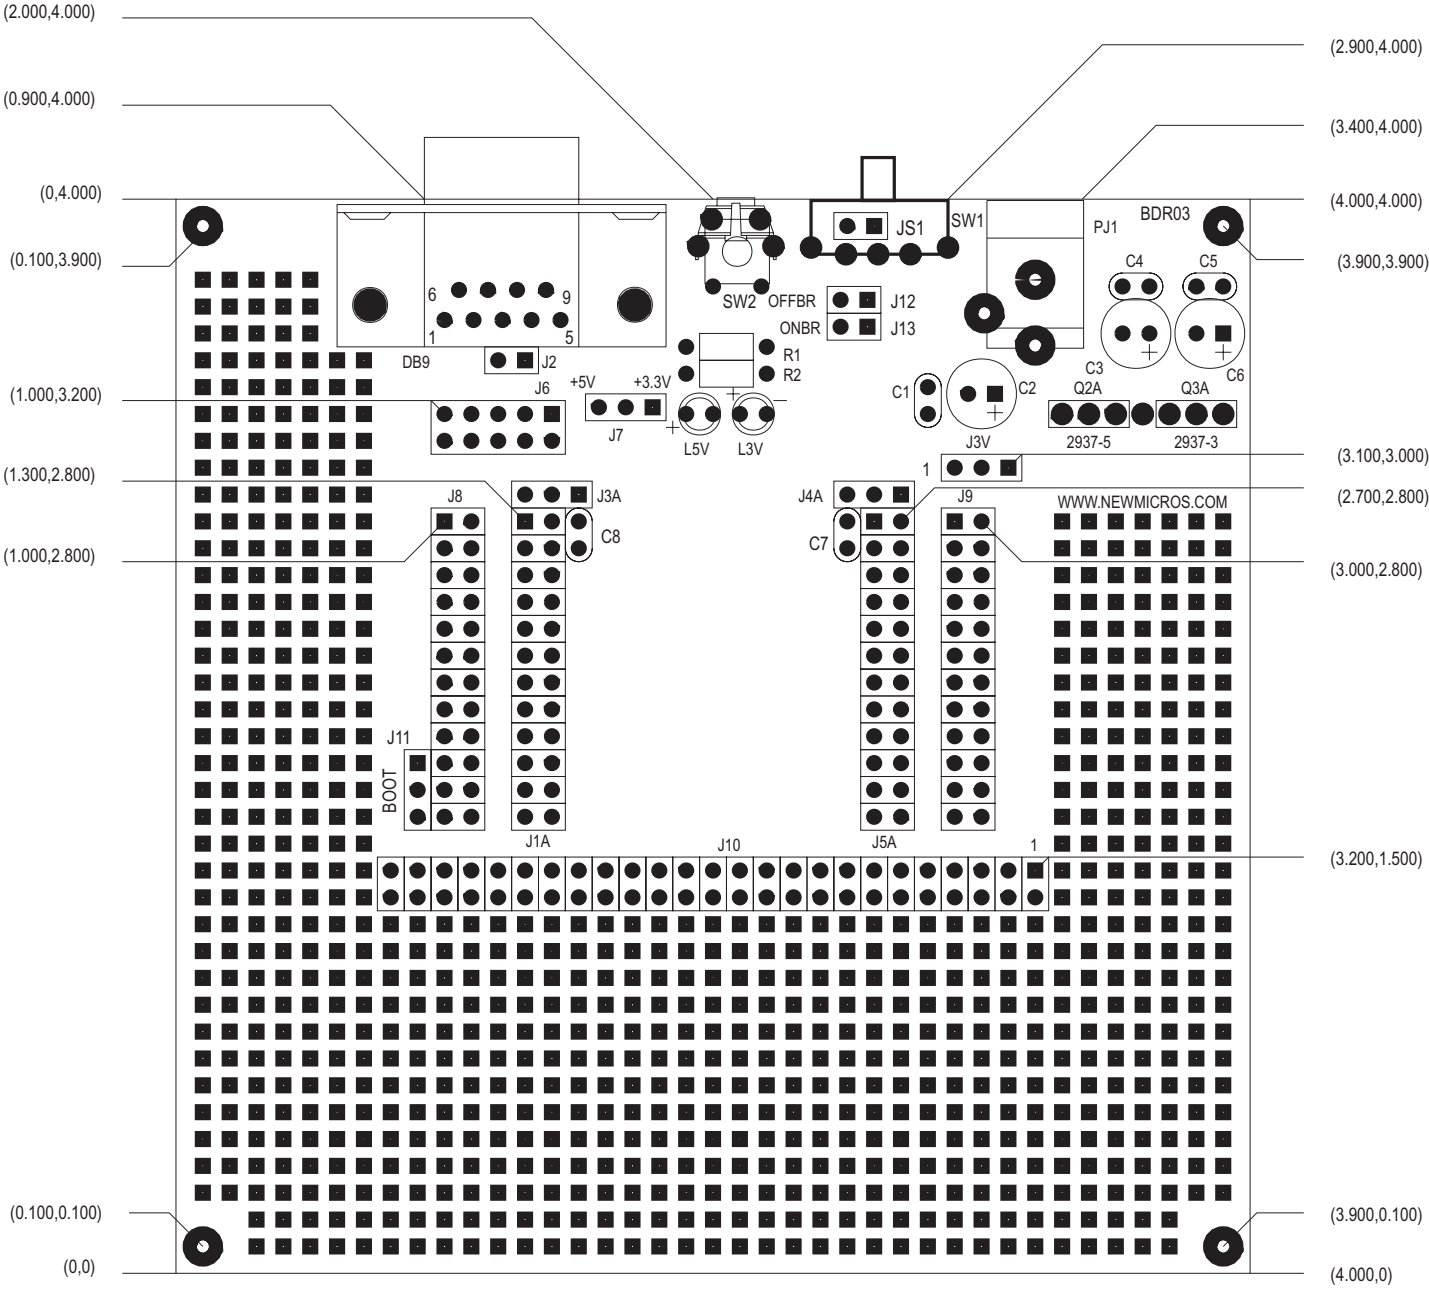 (2.000,4.000)
(2.900,4.000)
(0.900,4.000)
(3.400,4.000)
(0,4.000)
(4.000,4.000)
BDR03
JS1
SW1
PJ1
(0.100,3.900)
(3.900,3.900)
C4
C5
6
9
SW2
OFFBR
J12
1
5
ONBR
J13
DB9
J2
R1
R2
C3
C6
+5V
+3.3V
J6
C1
C2
Q2A
Q3A
(1.000,3.200)
J7
L5V
L3V
J3V
2937-5
2937-3
(3.100,3.000)
1
(1.300,2.800)
J8
J3A
J4A
J9
(2.700,2.800)
WWW.NEWMICROS.COM
C8
C7
(1.000,2.800)
(3.000,2.800)
J11
BOOT
J1A
J10
J5A
1
(3.200,1.500)
(0.100,0.100)
(3.900,0.100)
(0,0)
(4.000,0)